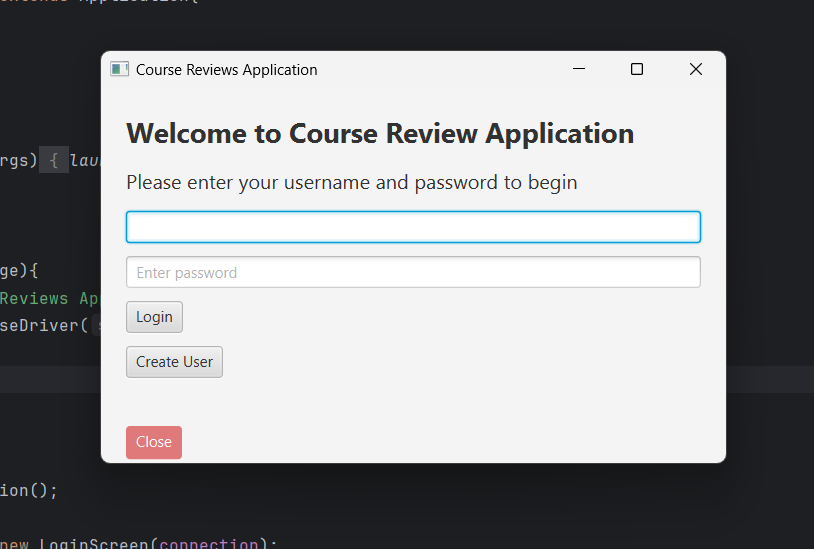 Application{
Course Reviews Application
Welcome to Course Review Application
rgs) { lau
Please enter your username and password to begin
ge){
Enter password
Reviews Ap
Login
seDriver(
Create User
Close
ion();
new LoginScreen(connection);